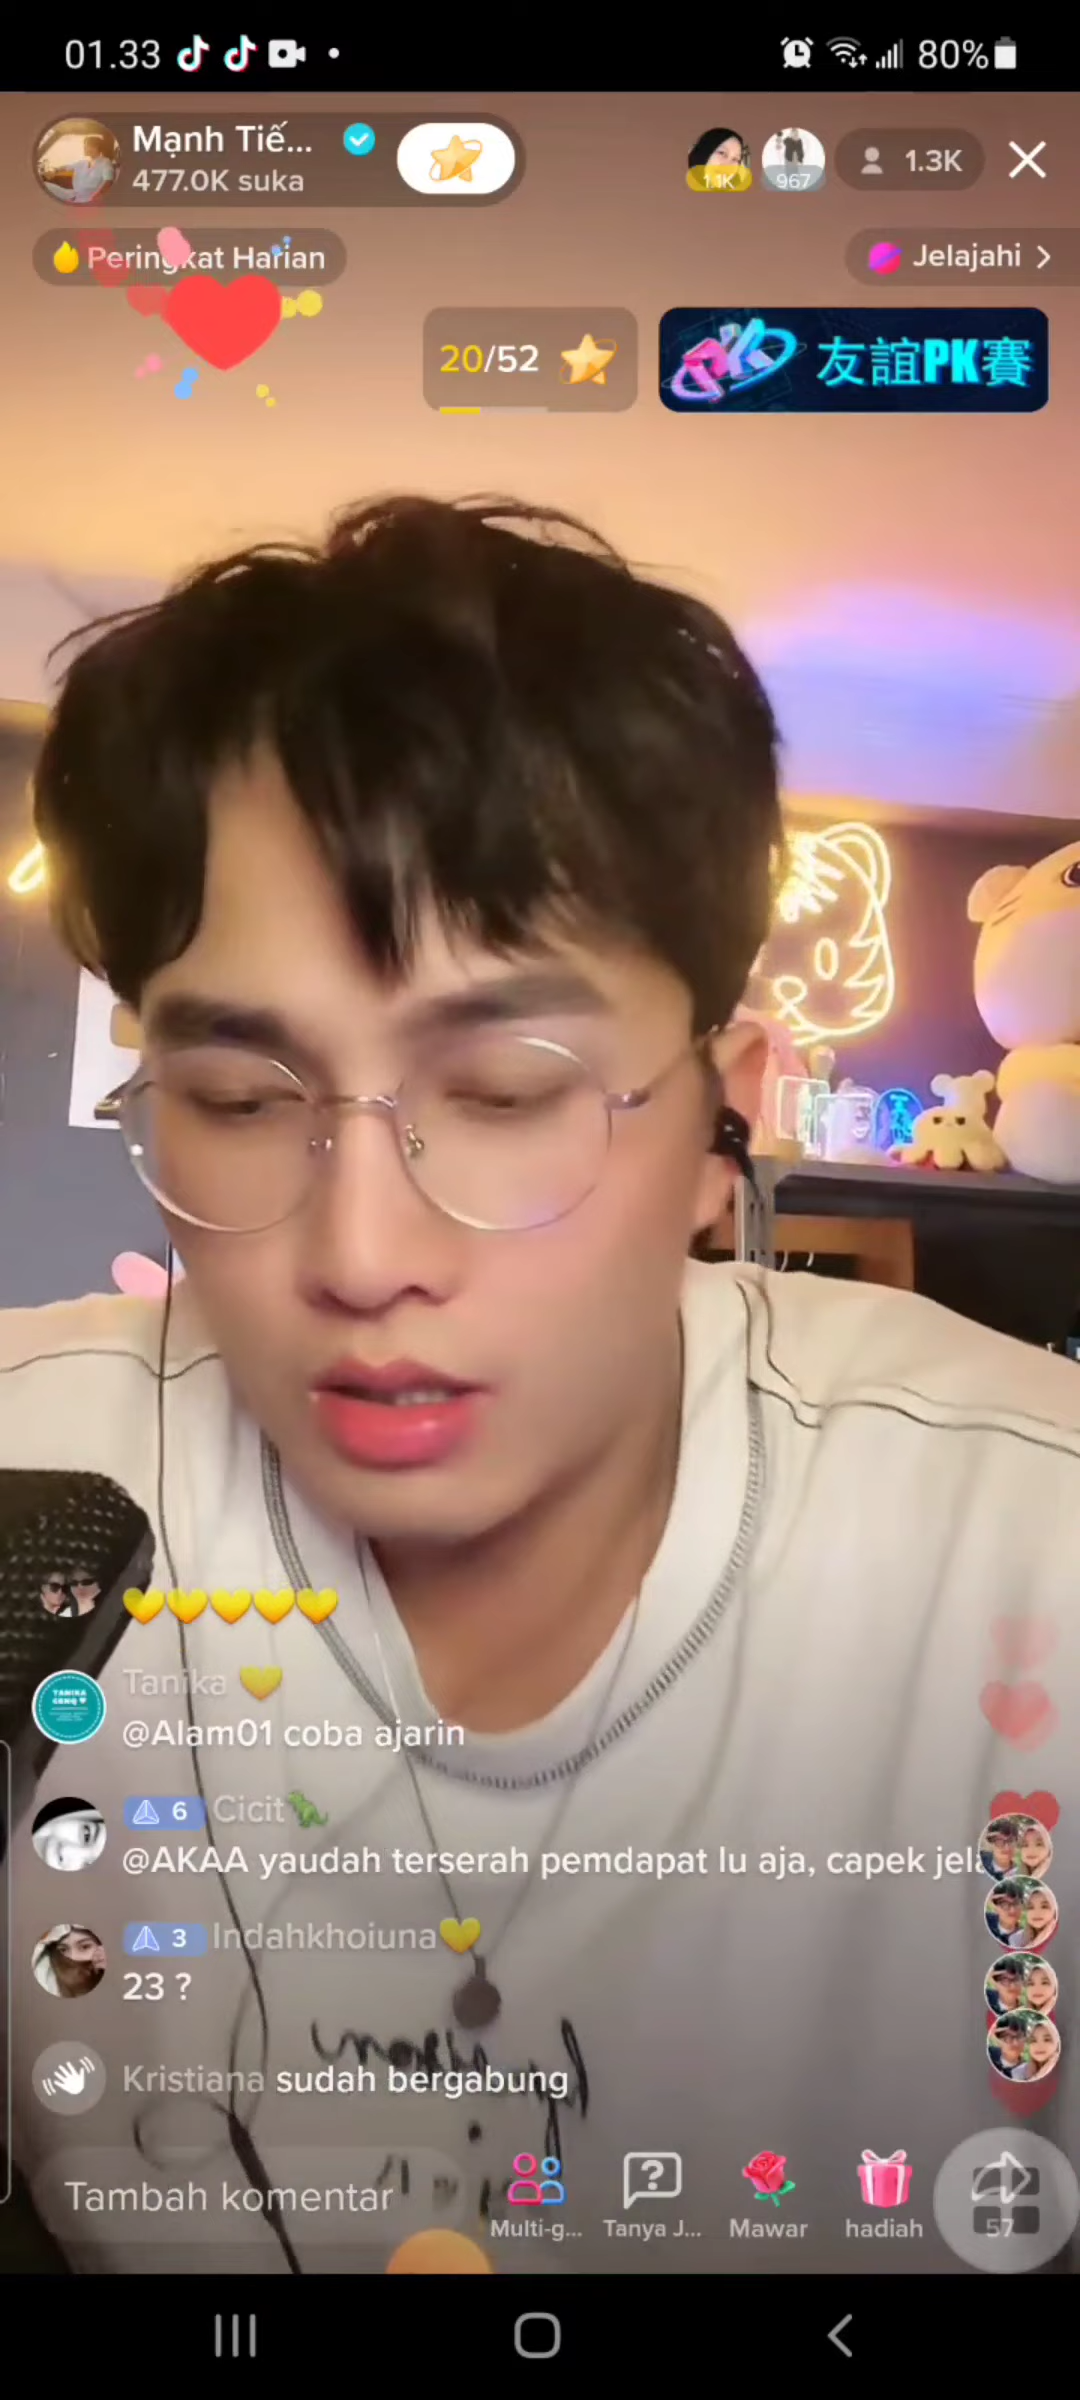 01.33
80%
Mạnh Tiế...
477.0K suka
1.1K
967
1.3K
Peringkat Harian
Jelajahi
20/52
友誼PK賽
Tanika 💛
@Alam01 coba ajarin
6 Cicit🦖
@AKAA yaudah terserah pemdapat lu aja, capek jela
3 Indahkhoiuna💛
23 ?
Kristiana sudah bergabung
Tambah komentar
Multi-g...
Tanya J...
Mawar
hadiah
57